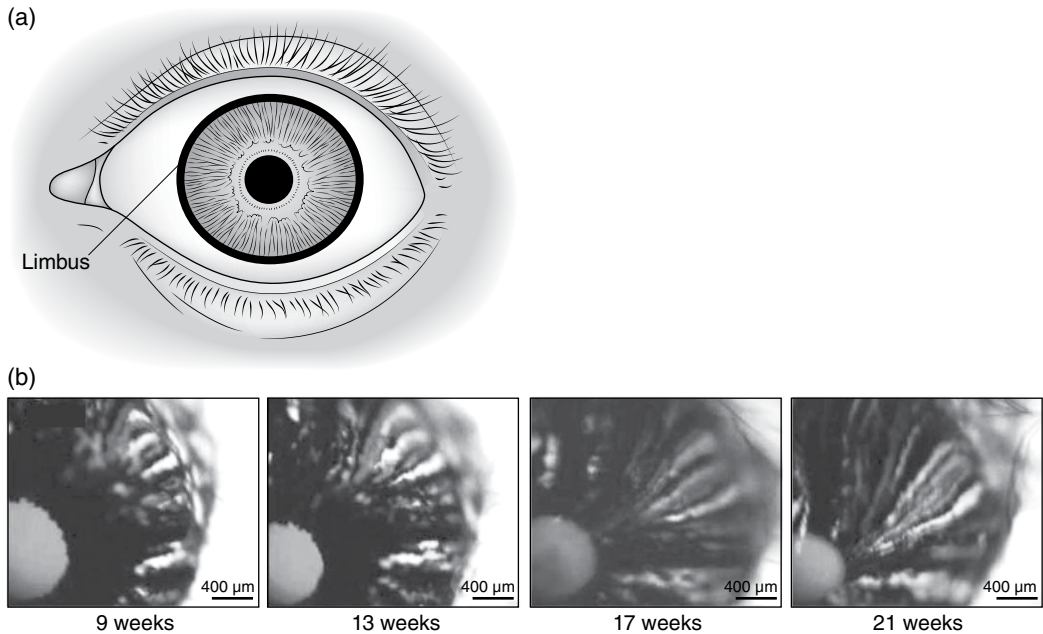 (a)
Limbus
(b)
400 μm
400 μm
400 μm
400 μm
9 weeks
13 weeks
17 weeks
21 weeks